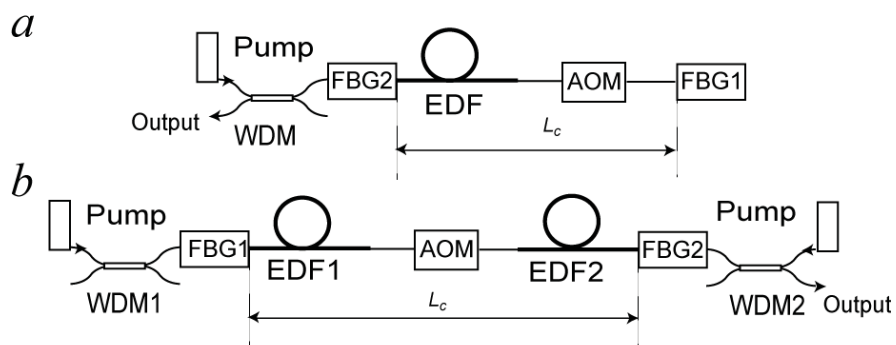 a
Pump
FBG2
EDF
AOM
FBG1
Output
WDM
Lc
b
Pump
FBG1
EDF1
AOM
EDF2
FBG2
Pump
WDM1
WDM2
Output
Lc